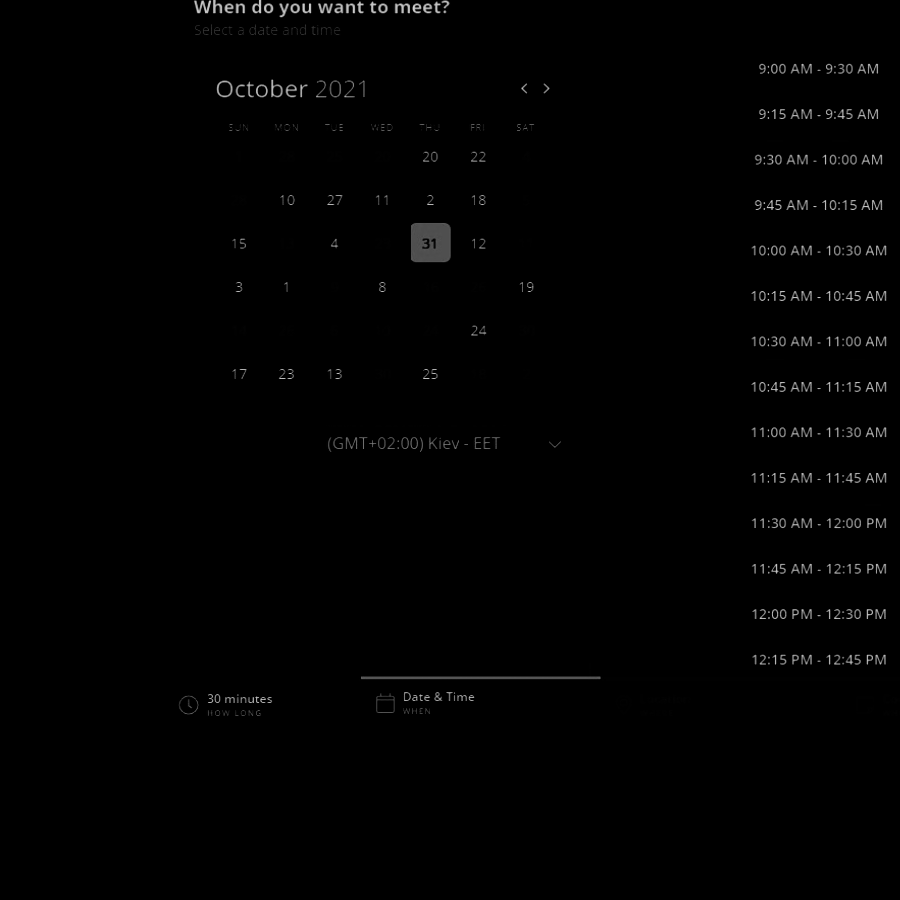 When do you want to meet?
Select a date and time
October 2021
SUN MON TUE WED THU FRI SAT
20 22
10 27 11 2 18
15 4 31 12
3 1 8 19
24
17 23 13 25
(GMT+02:00) Kiev - EET
9:00 AM - 9:30 AM
9:15 AM - 9:45 AM
9:30 AM - 10:00 AM
9:45 AM - 10:15 AM
10:00 AM - 10:30 AM
10:15 AM - 10:45 AM
10:30 AM - 11:00 AM
10:45 AM - 11:15 AM
11:00 AM - 11:30 AM
11:15 AM - 11:45 AM
11:30 AM - 12:00 PM
11:45 AM - 12:15 PM
12:00 PM - 12:30 PM
12:15 PM - 12:45 PM
30 minutes
HOW LONG
Date & Time
WHEN